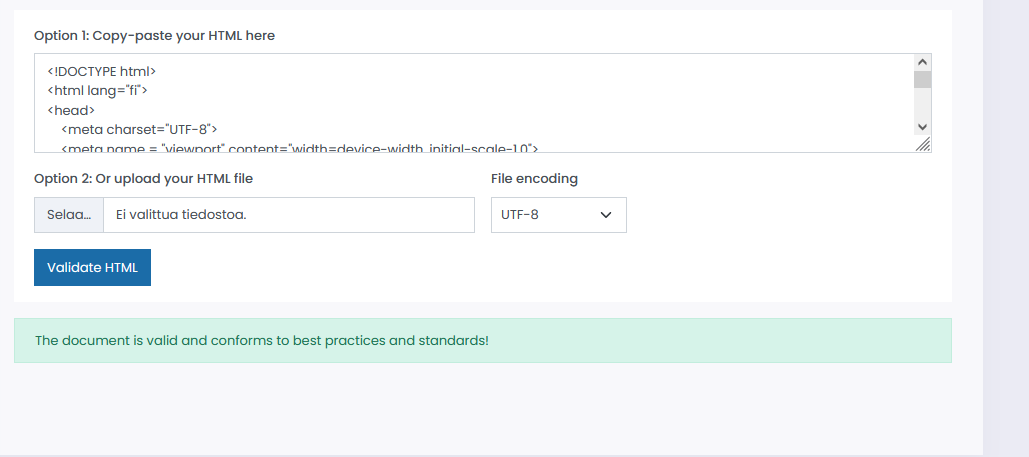 Option 1: Copy-paste your HTML here
<!DOCTYPE html>
<html lang="fi">
<head>
<meta charset="UTF-8">
<meta name = "viewport" content="width=device-width, initial-scale-1.0">
Option 2: Or upload your HTML file
File encoding
Selaa...
Ei valittua tiedostoa.
UTF-8
Validate HTML
The document is valid and conforms to best practices and standards!